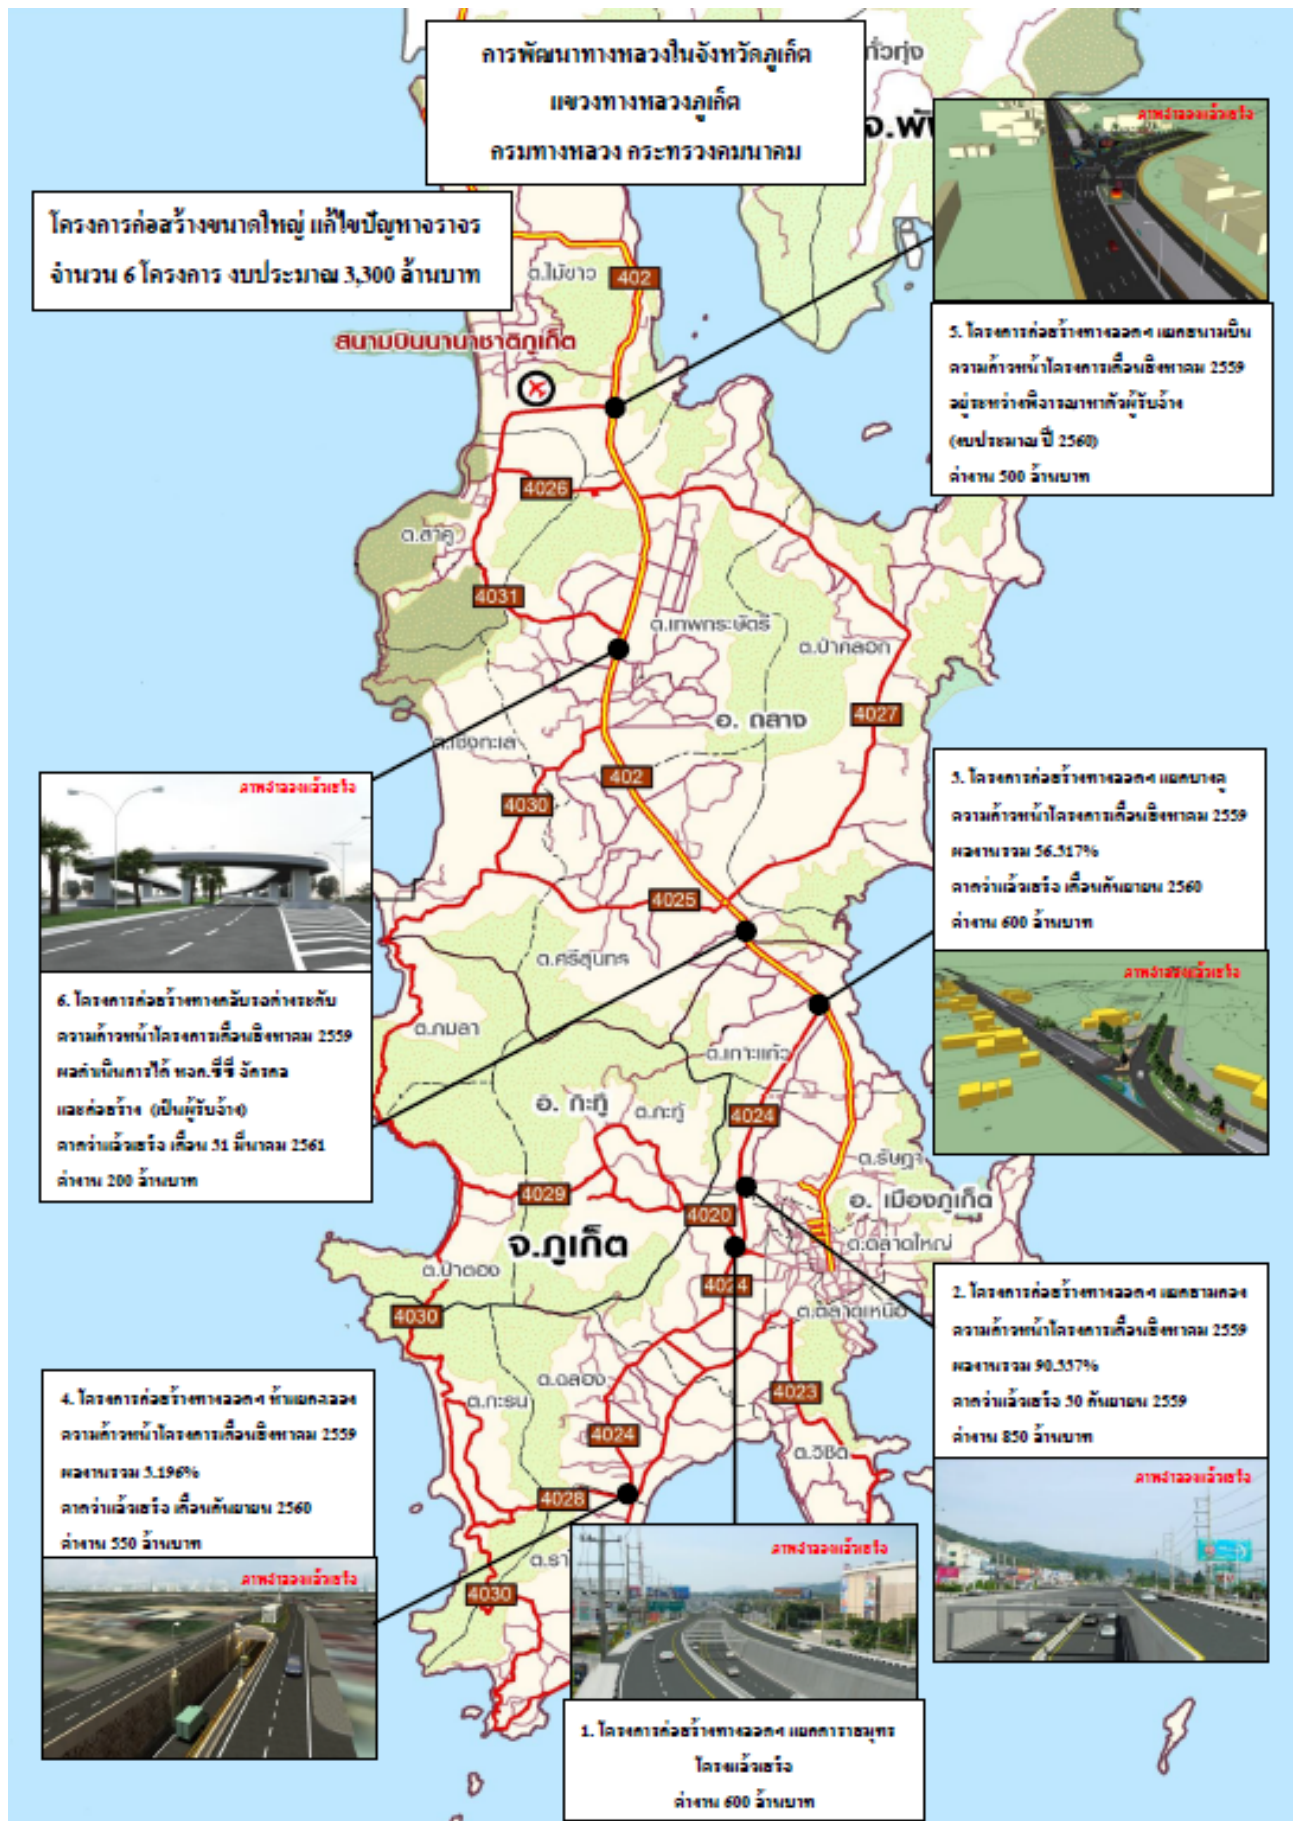 การพัฒนาทางหลวงในจังหวัดภูเก็ต
แขวงทางหลวงภูเก็ต
กรมทางหลวง กระทรวงคมนาคม
โครงการก่อสร้างขนาดใหญ่ แก้ไขปัญหาจราจร
จำนวน 6 โครงการ งบประมาณ 3,300 ล้านบาท
จ.พั
ต.ไม้ขาว
402
สนามบินนานาชาติภูเก็ต
ภาพจำลองแล้วเสร็จ
5. โครงการก่อสร้างทางลอดฯ แยกสนามบิน
ความก้าวหน้าโครงการเดือนสิงหาคม 2559
อยู่ระหว่างพิจารณาหาตัวผู้รับจ้าง
(งบประมาณ ปี 2560)
ค่างาน 500 ล้านบาท
4026
ต.สาคู
4031
ต.เทพกระษัตรี
ต.ป่าคลอก
4027
อ. ถลาง
ต.เชิงทะเล
402
4030
4025
ต.ศรีสุนทร
ต.กมลา
ต.เกาะแก้ว
ภาพจำลองแล้วเสร็จ
6. โครงการก่อสร้างทางกลับรถต่างระดับ
ความก้าวหน้าโครงการเดือนสิงหาคม 2559
ผลดำเนินการได้ หจก.ซีซี จักรกล
และก่อสร้าง (เป็นผู้รับจ้าง)
คาดว่าแล้วเสร็จ เดือน 31 มีนาคม 2561
ค่างาน 200 ล้านบาท
3. โครงการก่อสร้างทางลอดฯ แยกบางคู
ความก้าวหน้าโครงการเดือนสิงหาคม 2559
ผลงานรวม 56.317%
คาดว่าแล้วเสร็จ เดือนกันยายน 2560
ค่างาน 600 ล้านบาท
ภาพจำลองแล้วเสร็จ
อ. กะทู้
ต.กะทู้
4024
ต.รัษฎา
4029
4020
อ. เมืองภูเก็ต
จ.ภูเก็ต
ต.ตลาดใหญ่
ต.ป่าตอง
4024
4030
ต.ตลาดเหนือ
2. โครงการก่อสร้างทางลอดฯ แยกสามกอง
ความก้าวหน้าโครงการเดือนสิงหาคม 2559
ผลงานรวม 90.337%
คาดว่าแล้วเสร็จ 30 กันยายน 2559
ค่างาน 850 ล้านบาท
ภาพจำลองแล้วเสร็จ
4. โครงการก่อสร้างทางลอดฯ ห้าแยกฉลอง
ความก้าวหน้าโครงการเดือนสิงหาคม 2559
ผลงานรวม 3.196%
คาดว่าแล้วเสร็จ เดือนกันยายน 2560
ค่างาน 550 ล้านบาท
ภาพจำลองแล้วเสร็จ
ต.ฉลอง
ต.กะรน
4023
4024
ต.วิชิต
4028
ต.รา
4030
ภาพจำลองแล้วเสร็จ
1. โครงการก่อสร้างทางลอดฯ แยกดาราสมุทร
โครงแล้วเสร็จ
ค่างาน 600 ล้านบาท